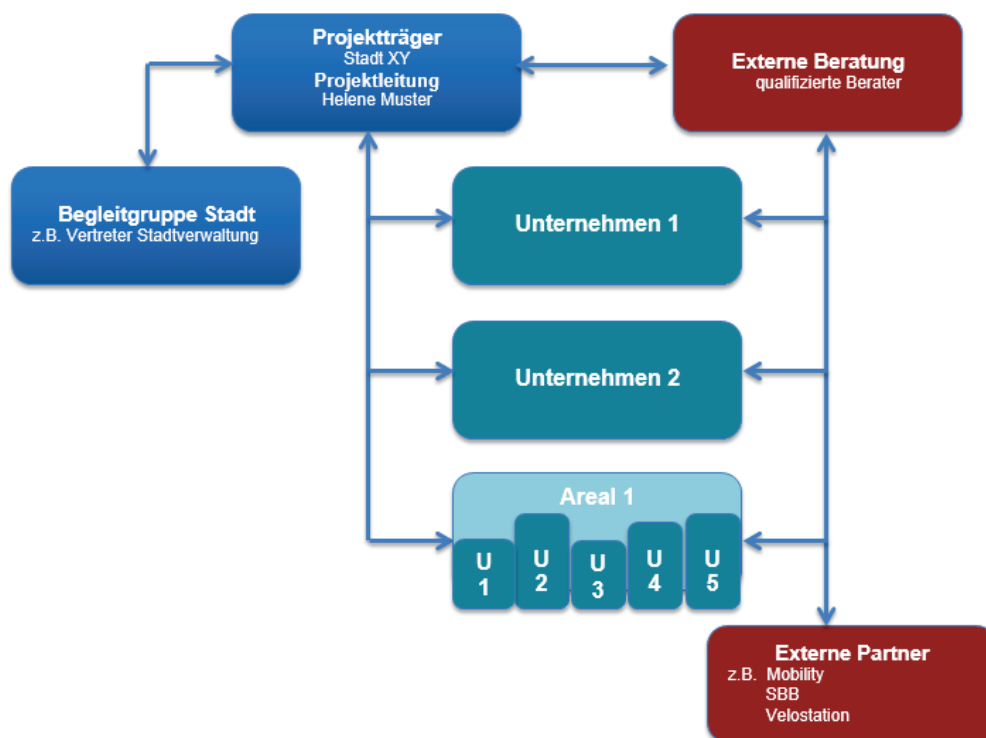 Projektträger
Stadt XY
Projektleitung
Helene Muster
Externe Beratung
qualifizierte Berater
Begleitgruppe Stadt
z.B. Vertreter Stadtverwaltung
Unternehmen 1
Unternehmen 2
Areal 1
U
1
U
2
U
3
U
4
U
5
Externe Partner
z.B. Mobility
SBB
Velostation